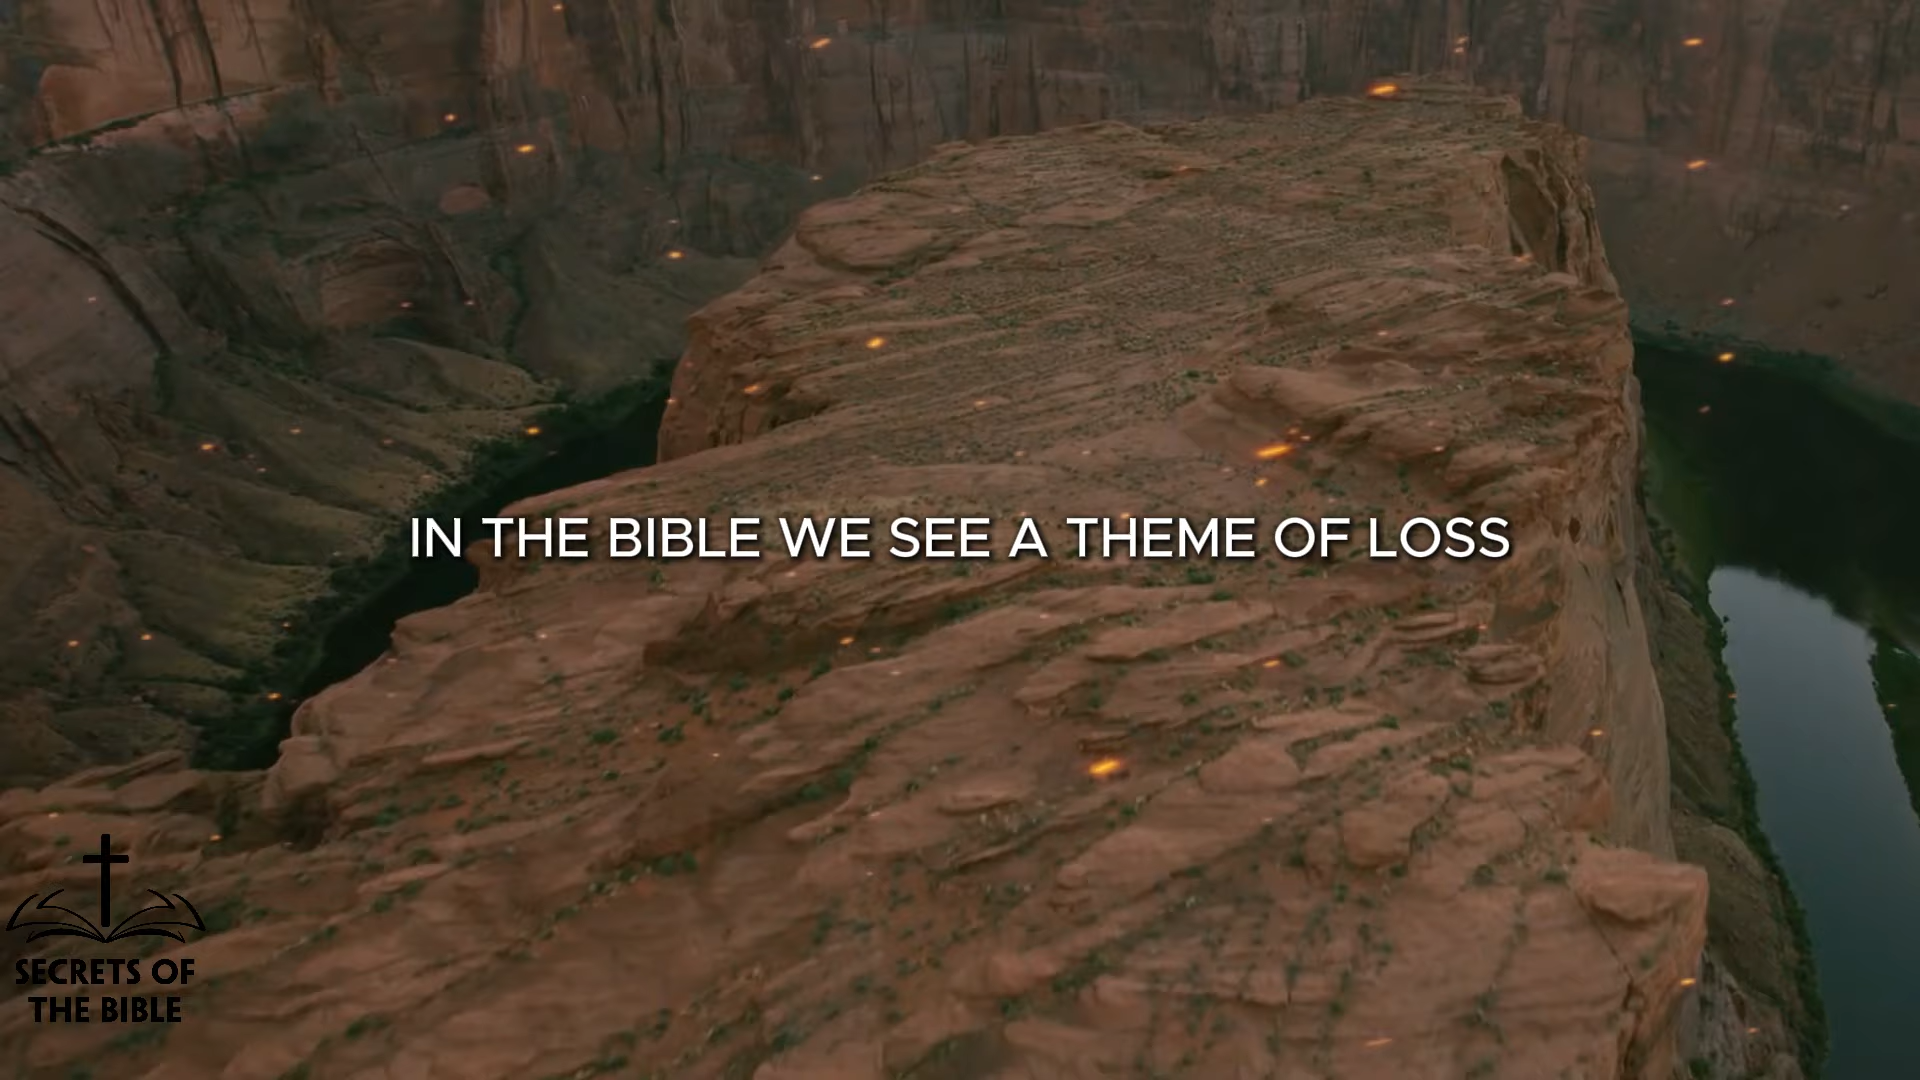 IN THE BIBLE WE SEE A THEME OF LOSS
SECRETS OF
THE BIBLE